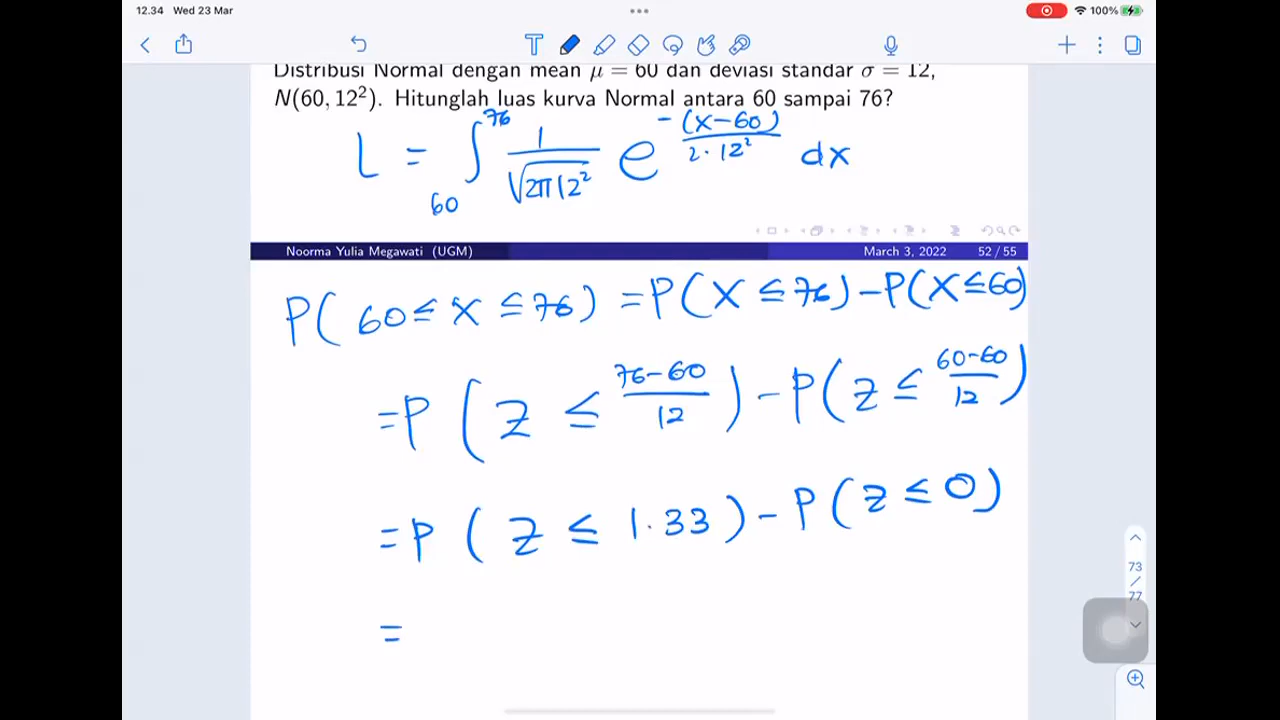 12.34 Wed 23 Mar
100%
Distribusi Normal dengan mean μ = 60 dan deviasi standar σ = 12,
N(60, 12²). Hitunglah luas kurva Normal antara 60 sampai 76?
L = ∫₆₀⁷⁶ 1/√(2π12²) e^(−(x−60)/(2·12²)) dx
Noorma Yulia Megawati (UGM) March 3, 2022 52 / 55
P(60 ≤ x ≤ 76) = P(X ≤ 76) − P(X ≤ 60)
= P(Z ≤ (76−60)/12) − P(Z ≤ (60−60)/12)
= P(Z ≤ 1.33) − P(Z ≤ 0)
=
73
/
77